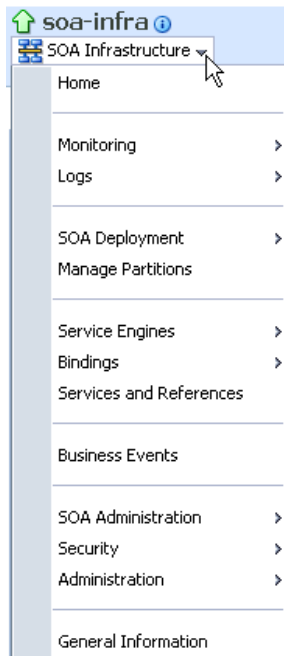 soa-infra
SOA Infrastructure
Home
Monitoring
Logs
SOA Deployment
Manage Partitions
Service Engines
Bindings
Services and References
Business Events
SOA Administration
Security
Administration
General Information